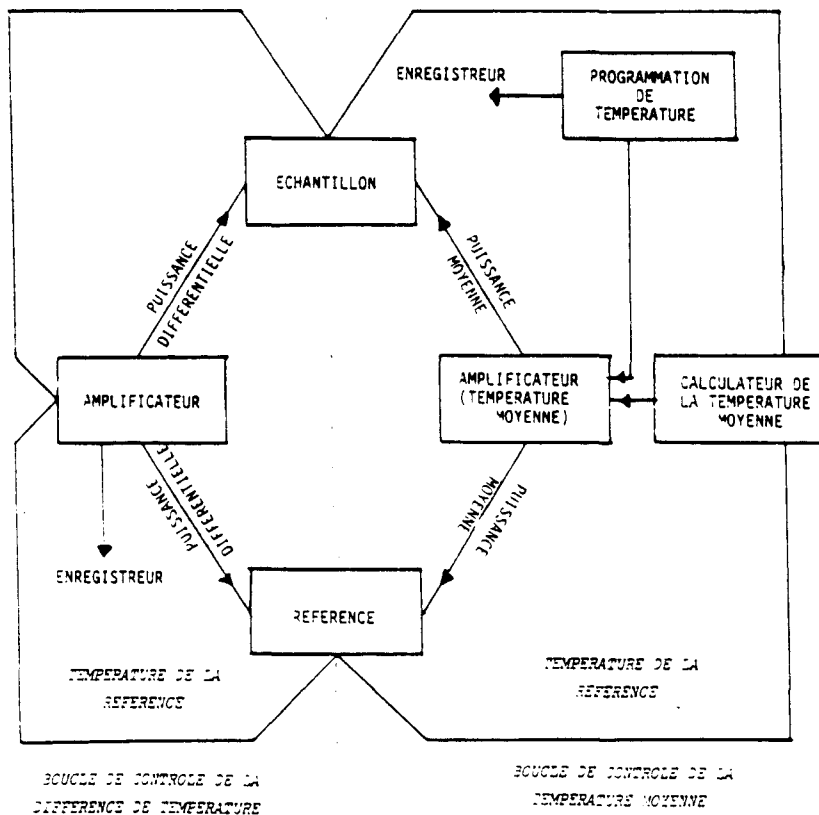 ENREGISTREUR
PROGRAMMATION
DE
TEMPERATURE
ECHANTILLON
PUISSANCE
DIFFERENTIELLE
PUISSANCE
MOYENNE
AMPLIFICATEUR
AMPLIFICATEUR
(TEMPERATURE
MOYENNE)
CALCULATEUR DE
LA TEMPERATURE
MOYENNE
DIFFERENTIELLE
PUISSANCE
MOYENNE
PUISSANCE
ENREGISTREUR
REFERENCE
TEMPERATURE DE LA
REFERENCE
TEMPERATURE DE LA
REFERENCE
BOUCLE DE CONTROLE DE LA
DIFFERENCE DE TEMPERATURE
BOUCLE DE CONTROLE DE LA
TEMPERATURE MOYENNE